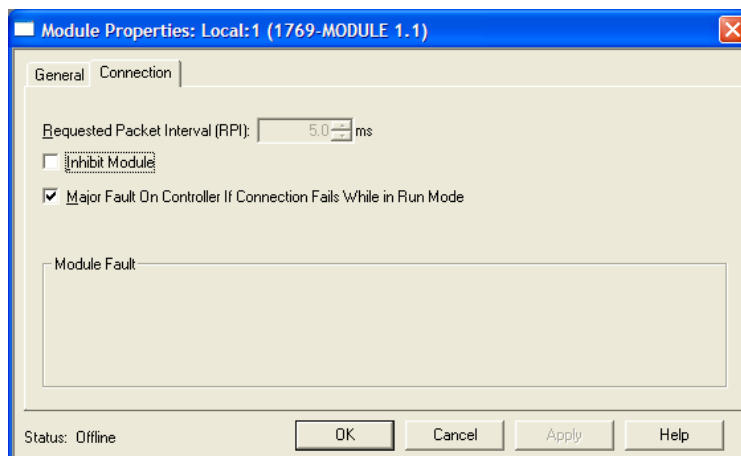 Module Properties: Local:1 (1769-MODULE 1.1)
General Connection
Requested Packet Interval (RPI): 5.0 ms
Inhibit Module
Major Fault On Controller If Connection Fails While in Run Mode
Module Fault
Status: Offline OK Cancel Apply Help